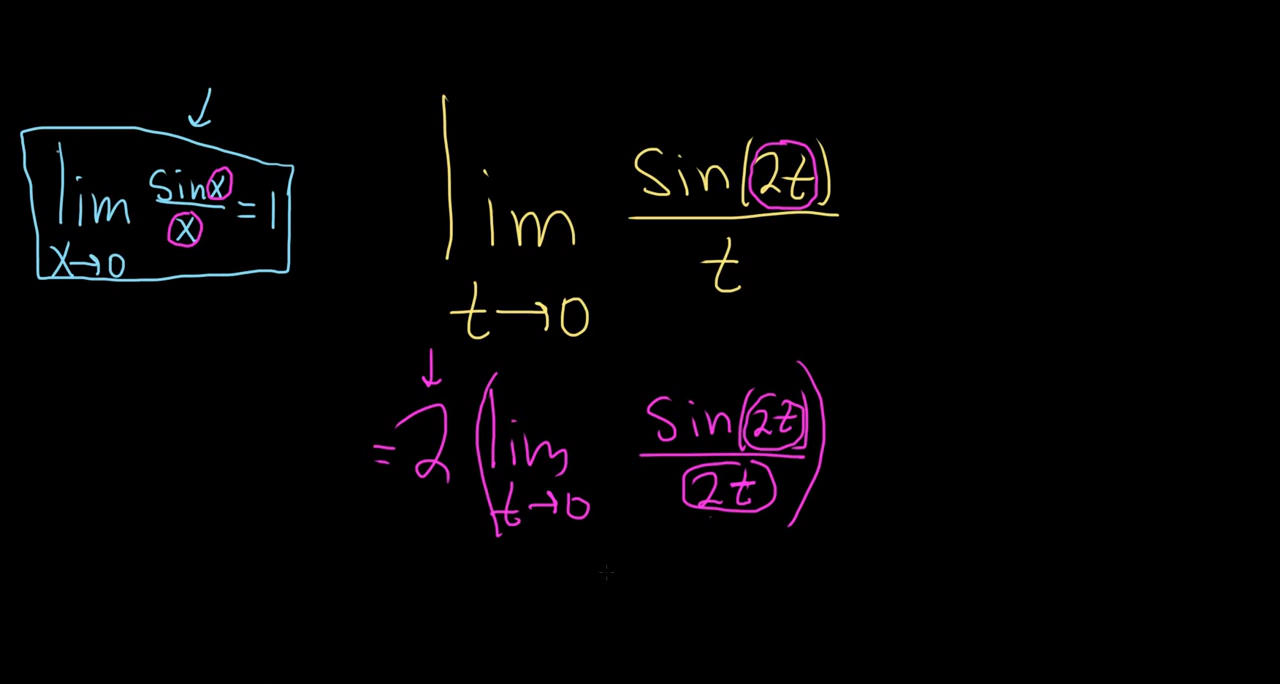 lim sin x / x = 1
x→0
lim sin(2t) / t
t→0
= 2 (lim sin(2t) / 2t)
t→0